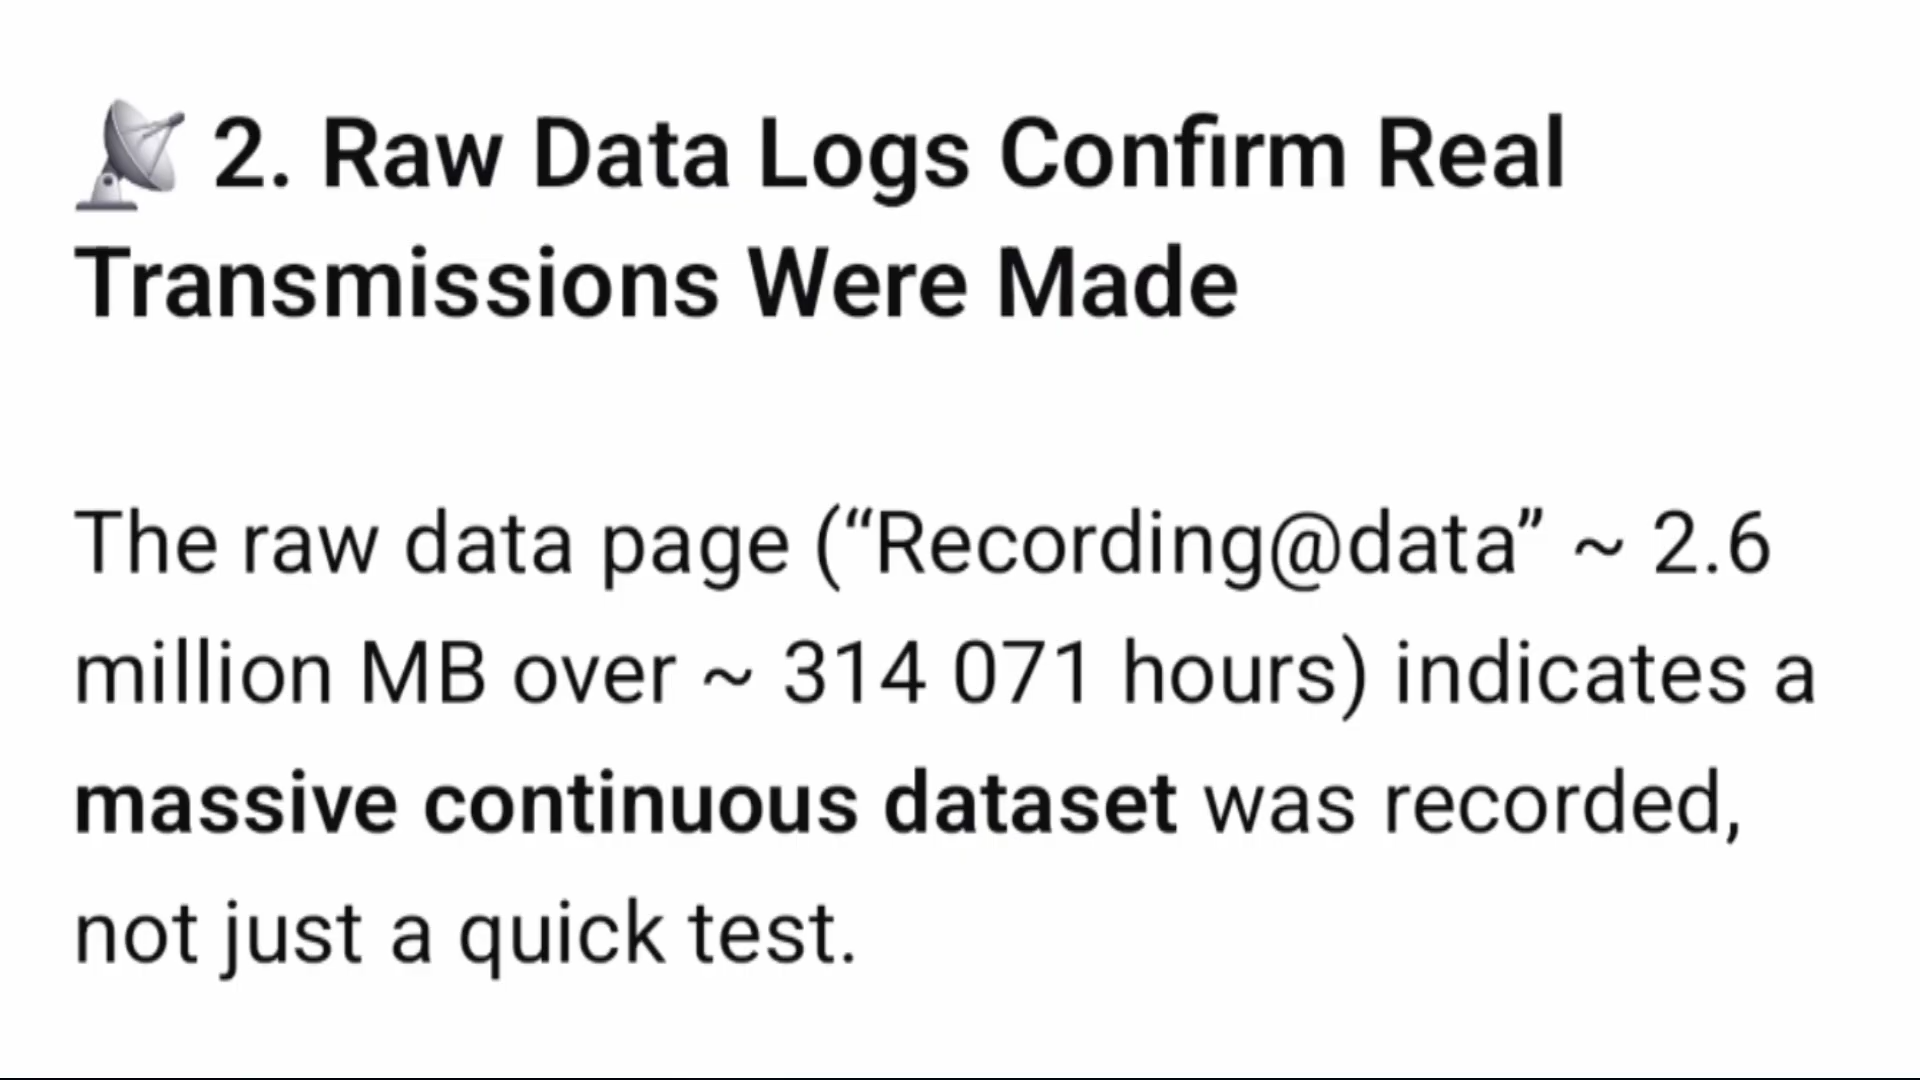 📡 2. Raw Data Logs Confirm Real
Transmissions Were Made
The raw data page (“Recording@data” ~ 2.6
million MB over ~ 314 071 hours) indicates a
massive continuous dataset was recorded,
not just a quick test.